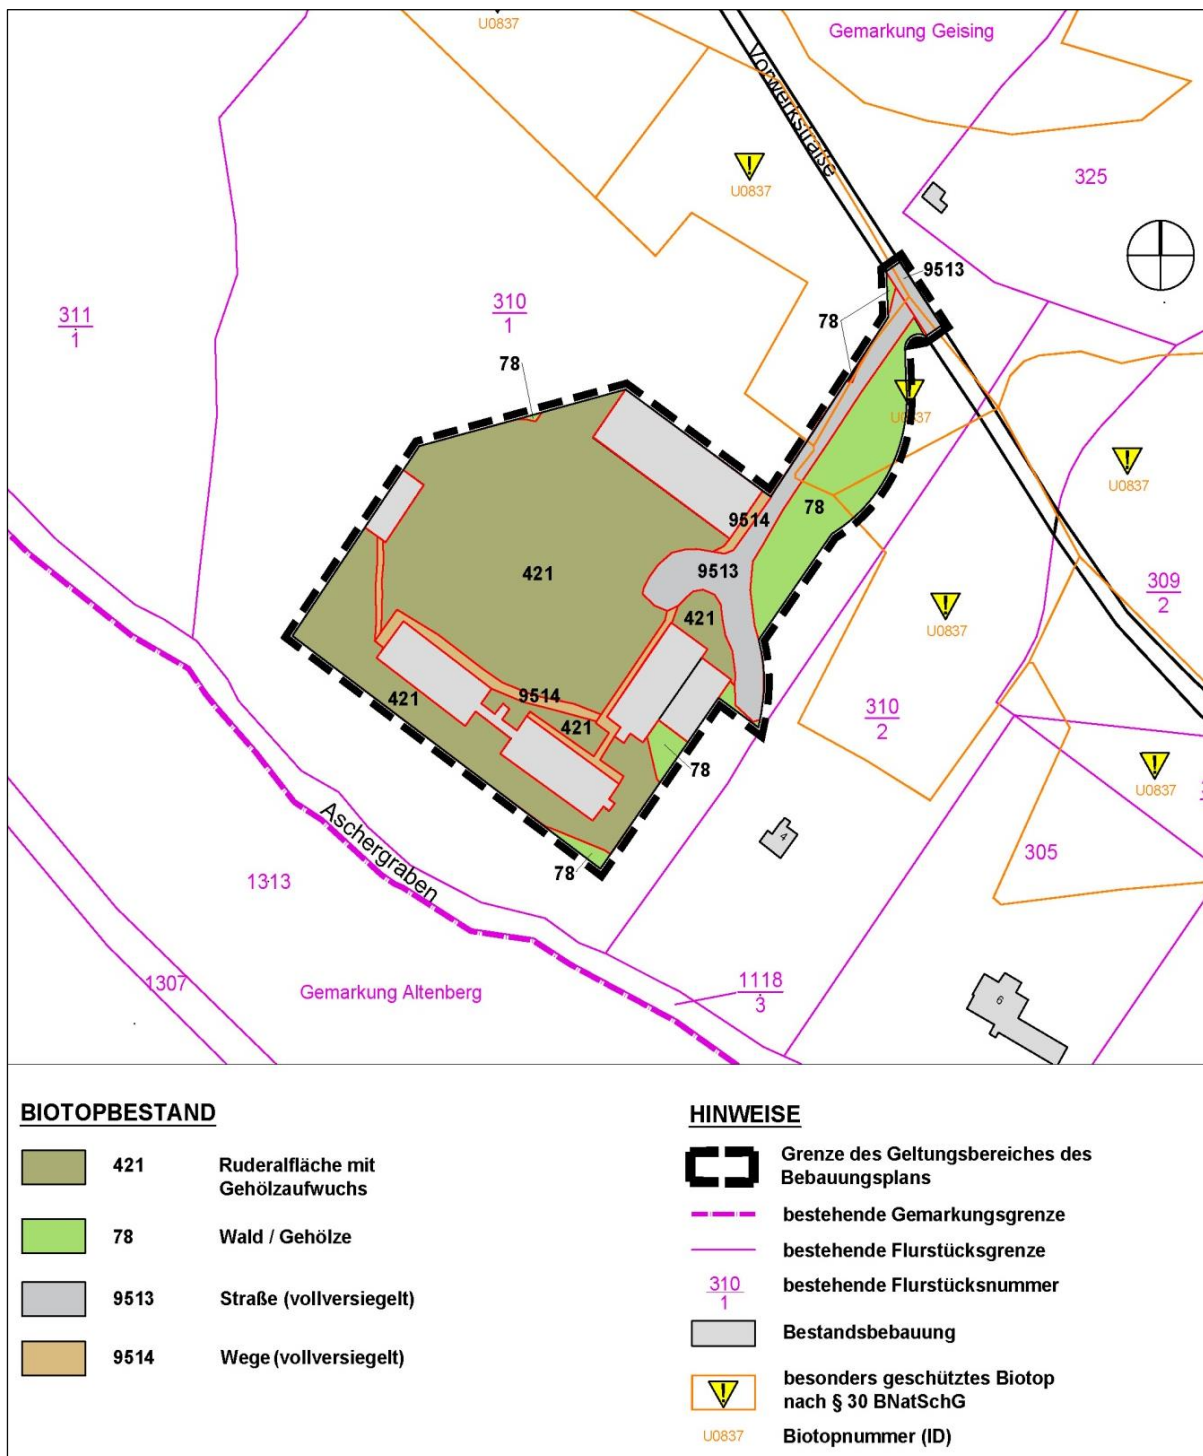 U0837
Gemarkung Geising
Vorwerkstraße
!
U0837
325
9513
78
311
1
310
1
78
!
U0837
!
U0837
78
9514
9513
421
421
!
U0837
309
2
421
9514
421
310
2
!
U0837
78
4
305
78
Aschergraben
1313
1307
Gemarkung Altenberg
1118
3
6
BIOTOPBESTAND
421 Ruderalfläche mit
Gehölzaufwuchs
78 Wald / Gehölze
9513 Straße (vollversiegelt)
9514 Wege (vollversiegelt)
HINWEISE
Grenze des Geltungsbereiches des
Bebauungsplans
bestehende Gemarkungsgrenze
bestehende Flurstücksgrenze
310
1
bestehende Flurstücksnummer
Bestandsbebauung
!
besonders geschütztes Biotop
nach § 30 BNatSchG
U0837 Biotopnummer (ID)